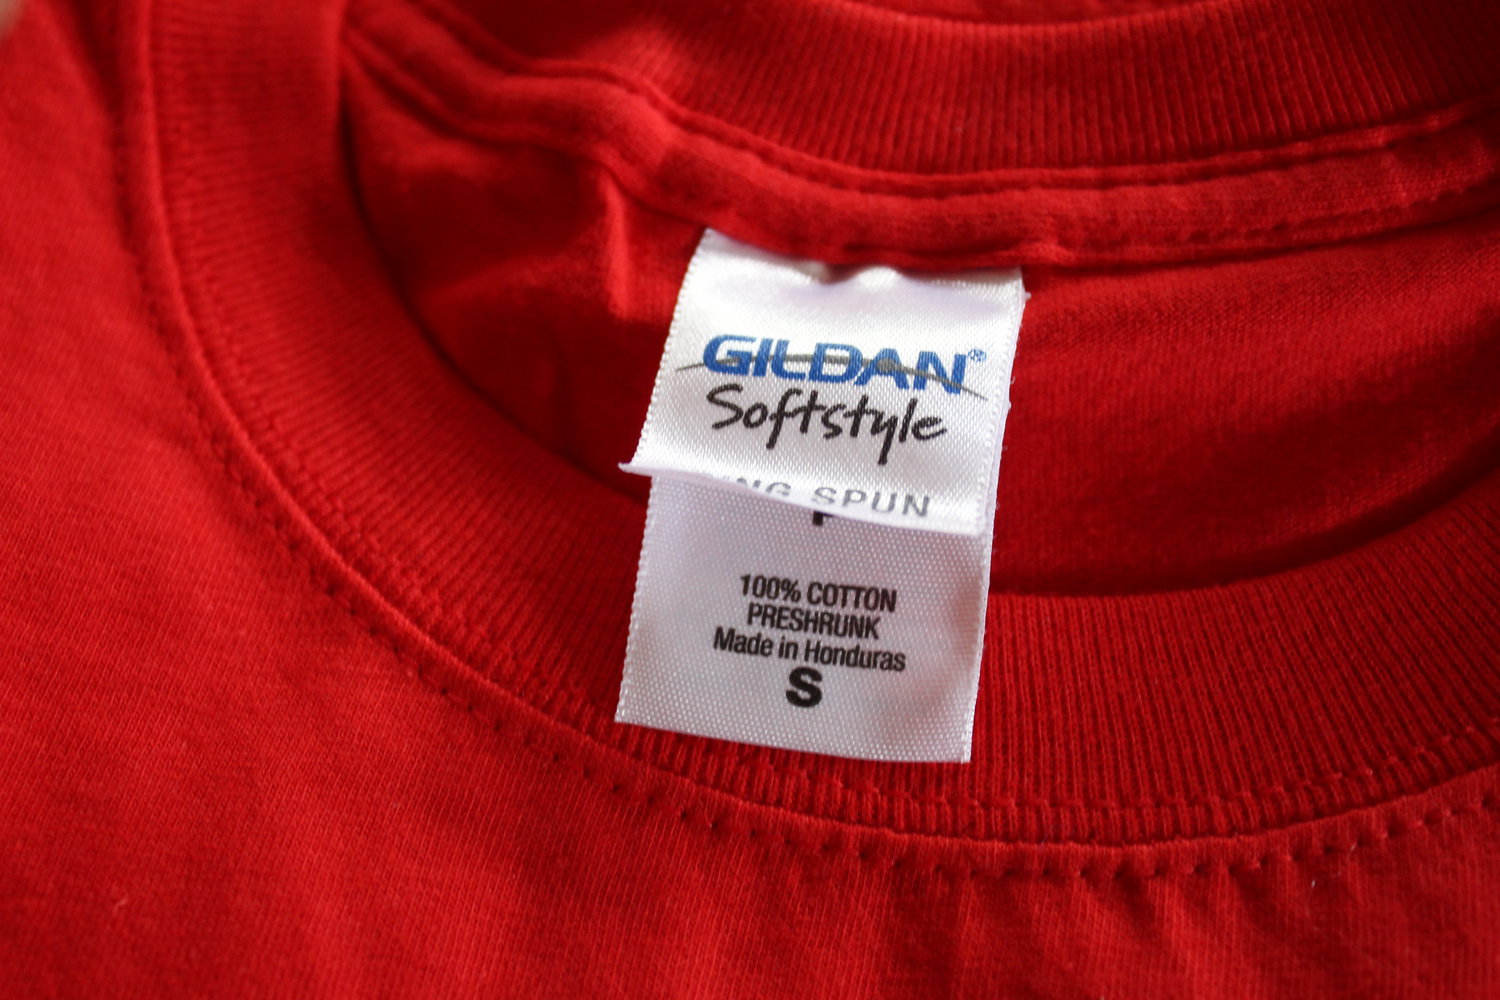 GILDAN®
Softstyle
SPUN
100% COTTON
PRESHRUNK
Made in Honduras
S